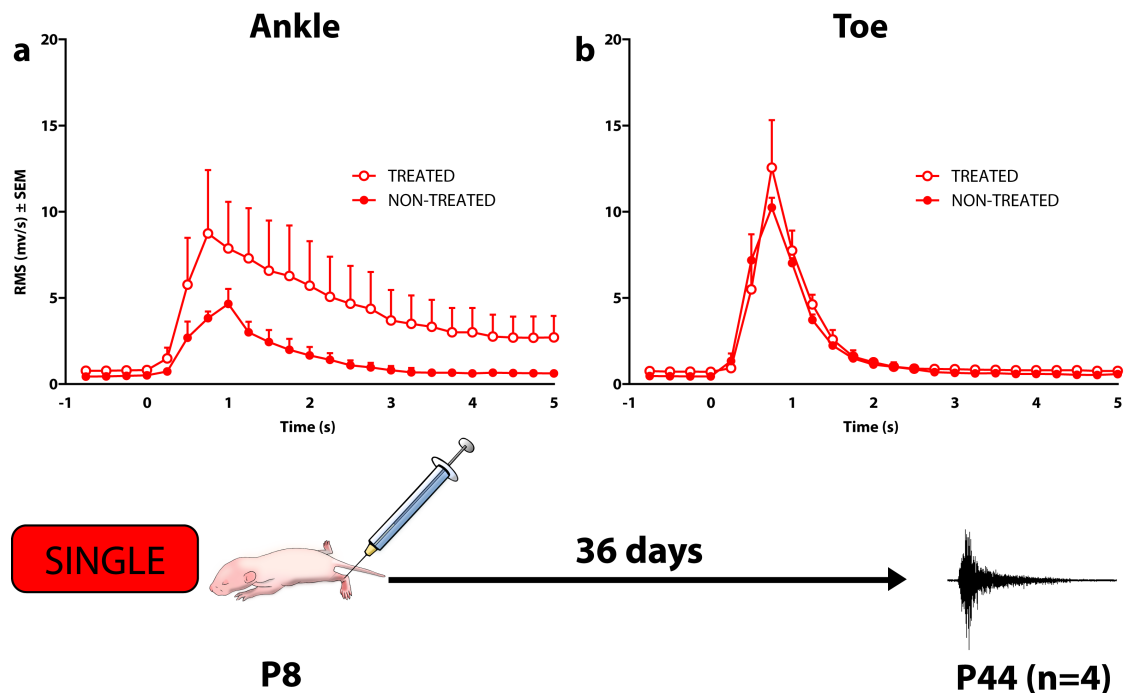 Ankle
Toe
a
b
20
15
10
5
0
RMS (mv/s) ± SEM
TREATED
NON-TREATED
-1 0 1 2 3 4 5
Time (s)
20
15
10
5
0
TREATED
NON-TREATED
-1 0 1 2 3 4 5
Time (s)
SINGLE
36 days
P8
P44 (n=4)